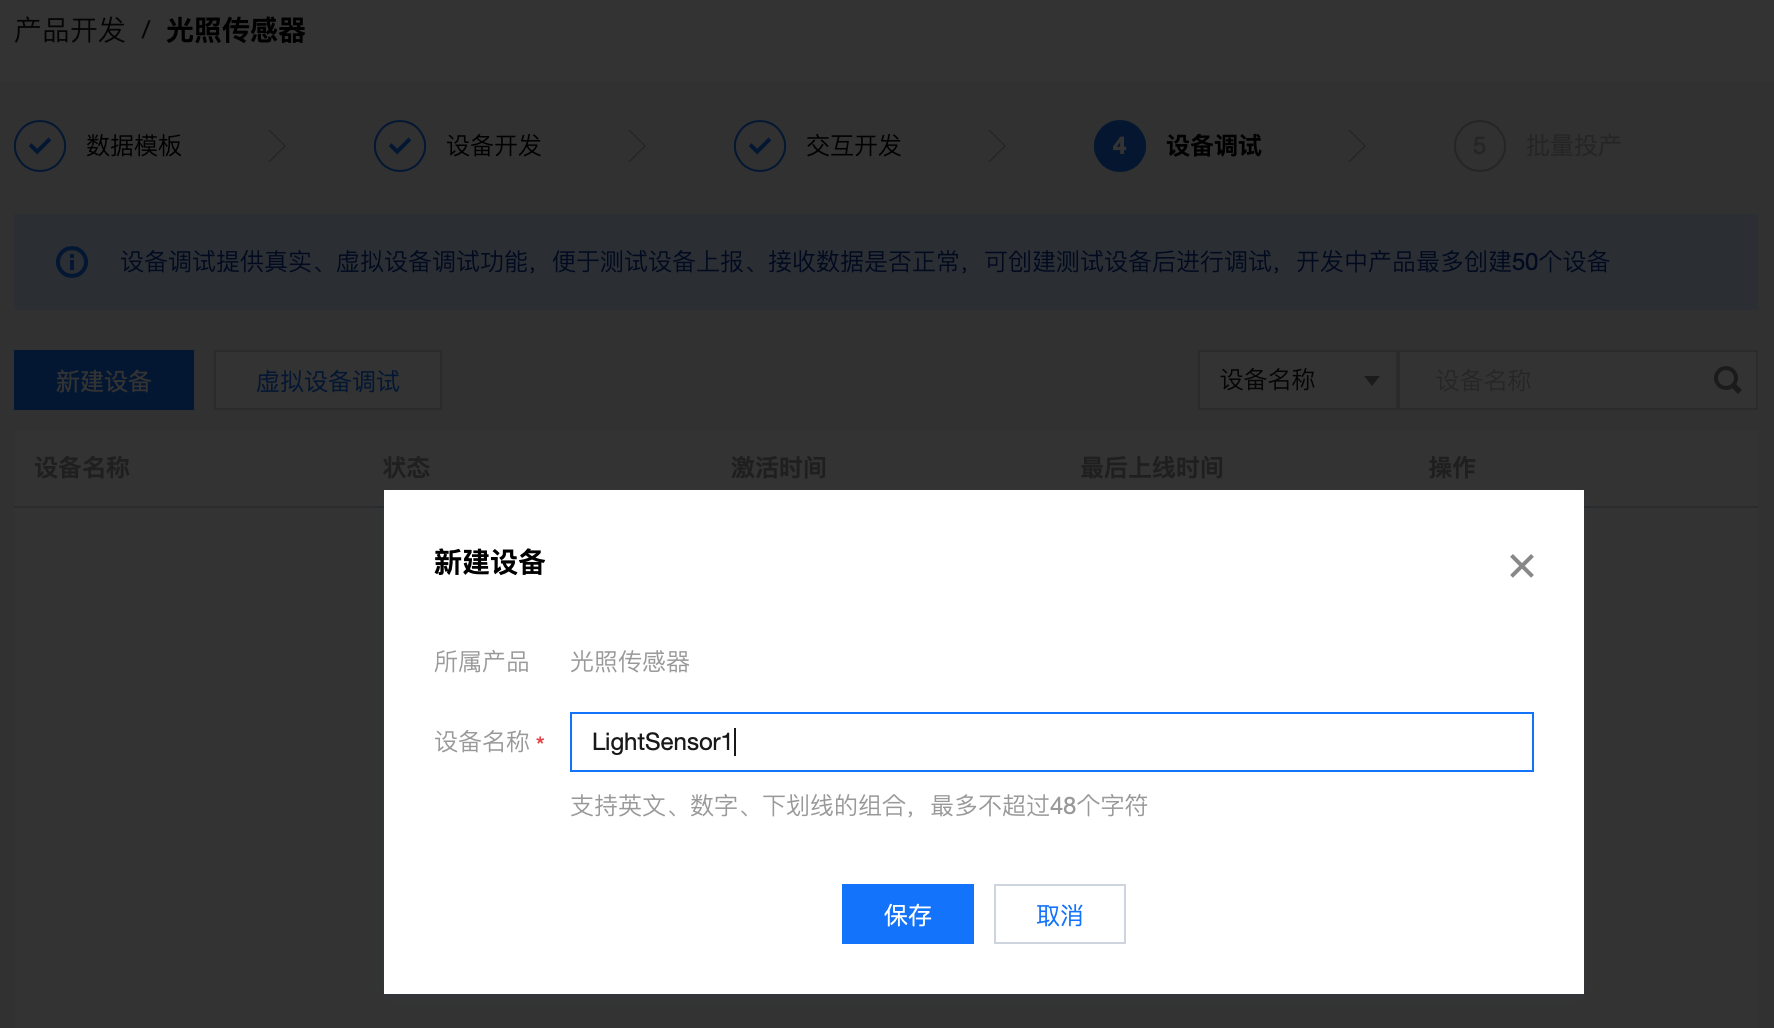 产品开发 / 光照传感器
数据模板 设备开发 交互开发 4 设备调试 5 批量投产
设备调试提供真实、虚拟设备调试功能，便于测试设备上报、接收数据是否正常，可创建测试设备后进行调试，开发中产品最多创建50个设备
新建设备 虚拟设备调试 设备名称 设备名称
设备名称 状态 激活时间 最后上线时间 操作
新建设备
所属产品 光照传感器
设备名称 * LightSensor1
支持英文、数字、下划线的组合，最多不超过48个字符
保存 取消